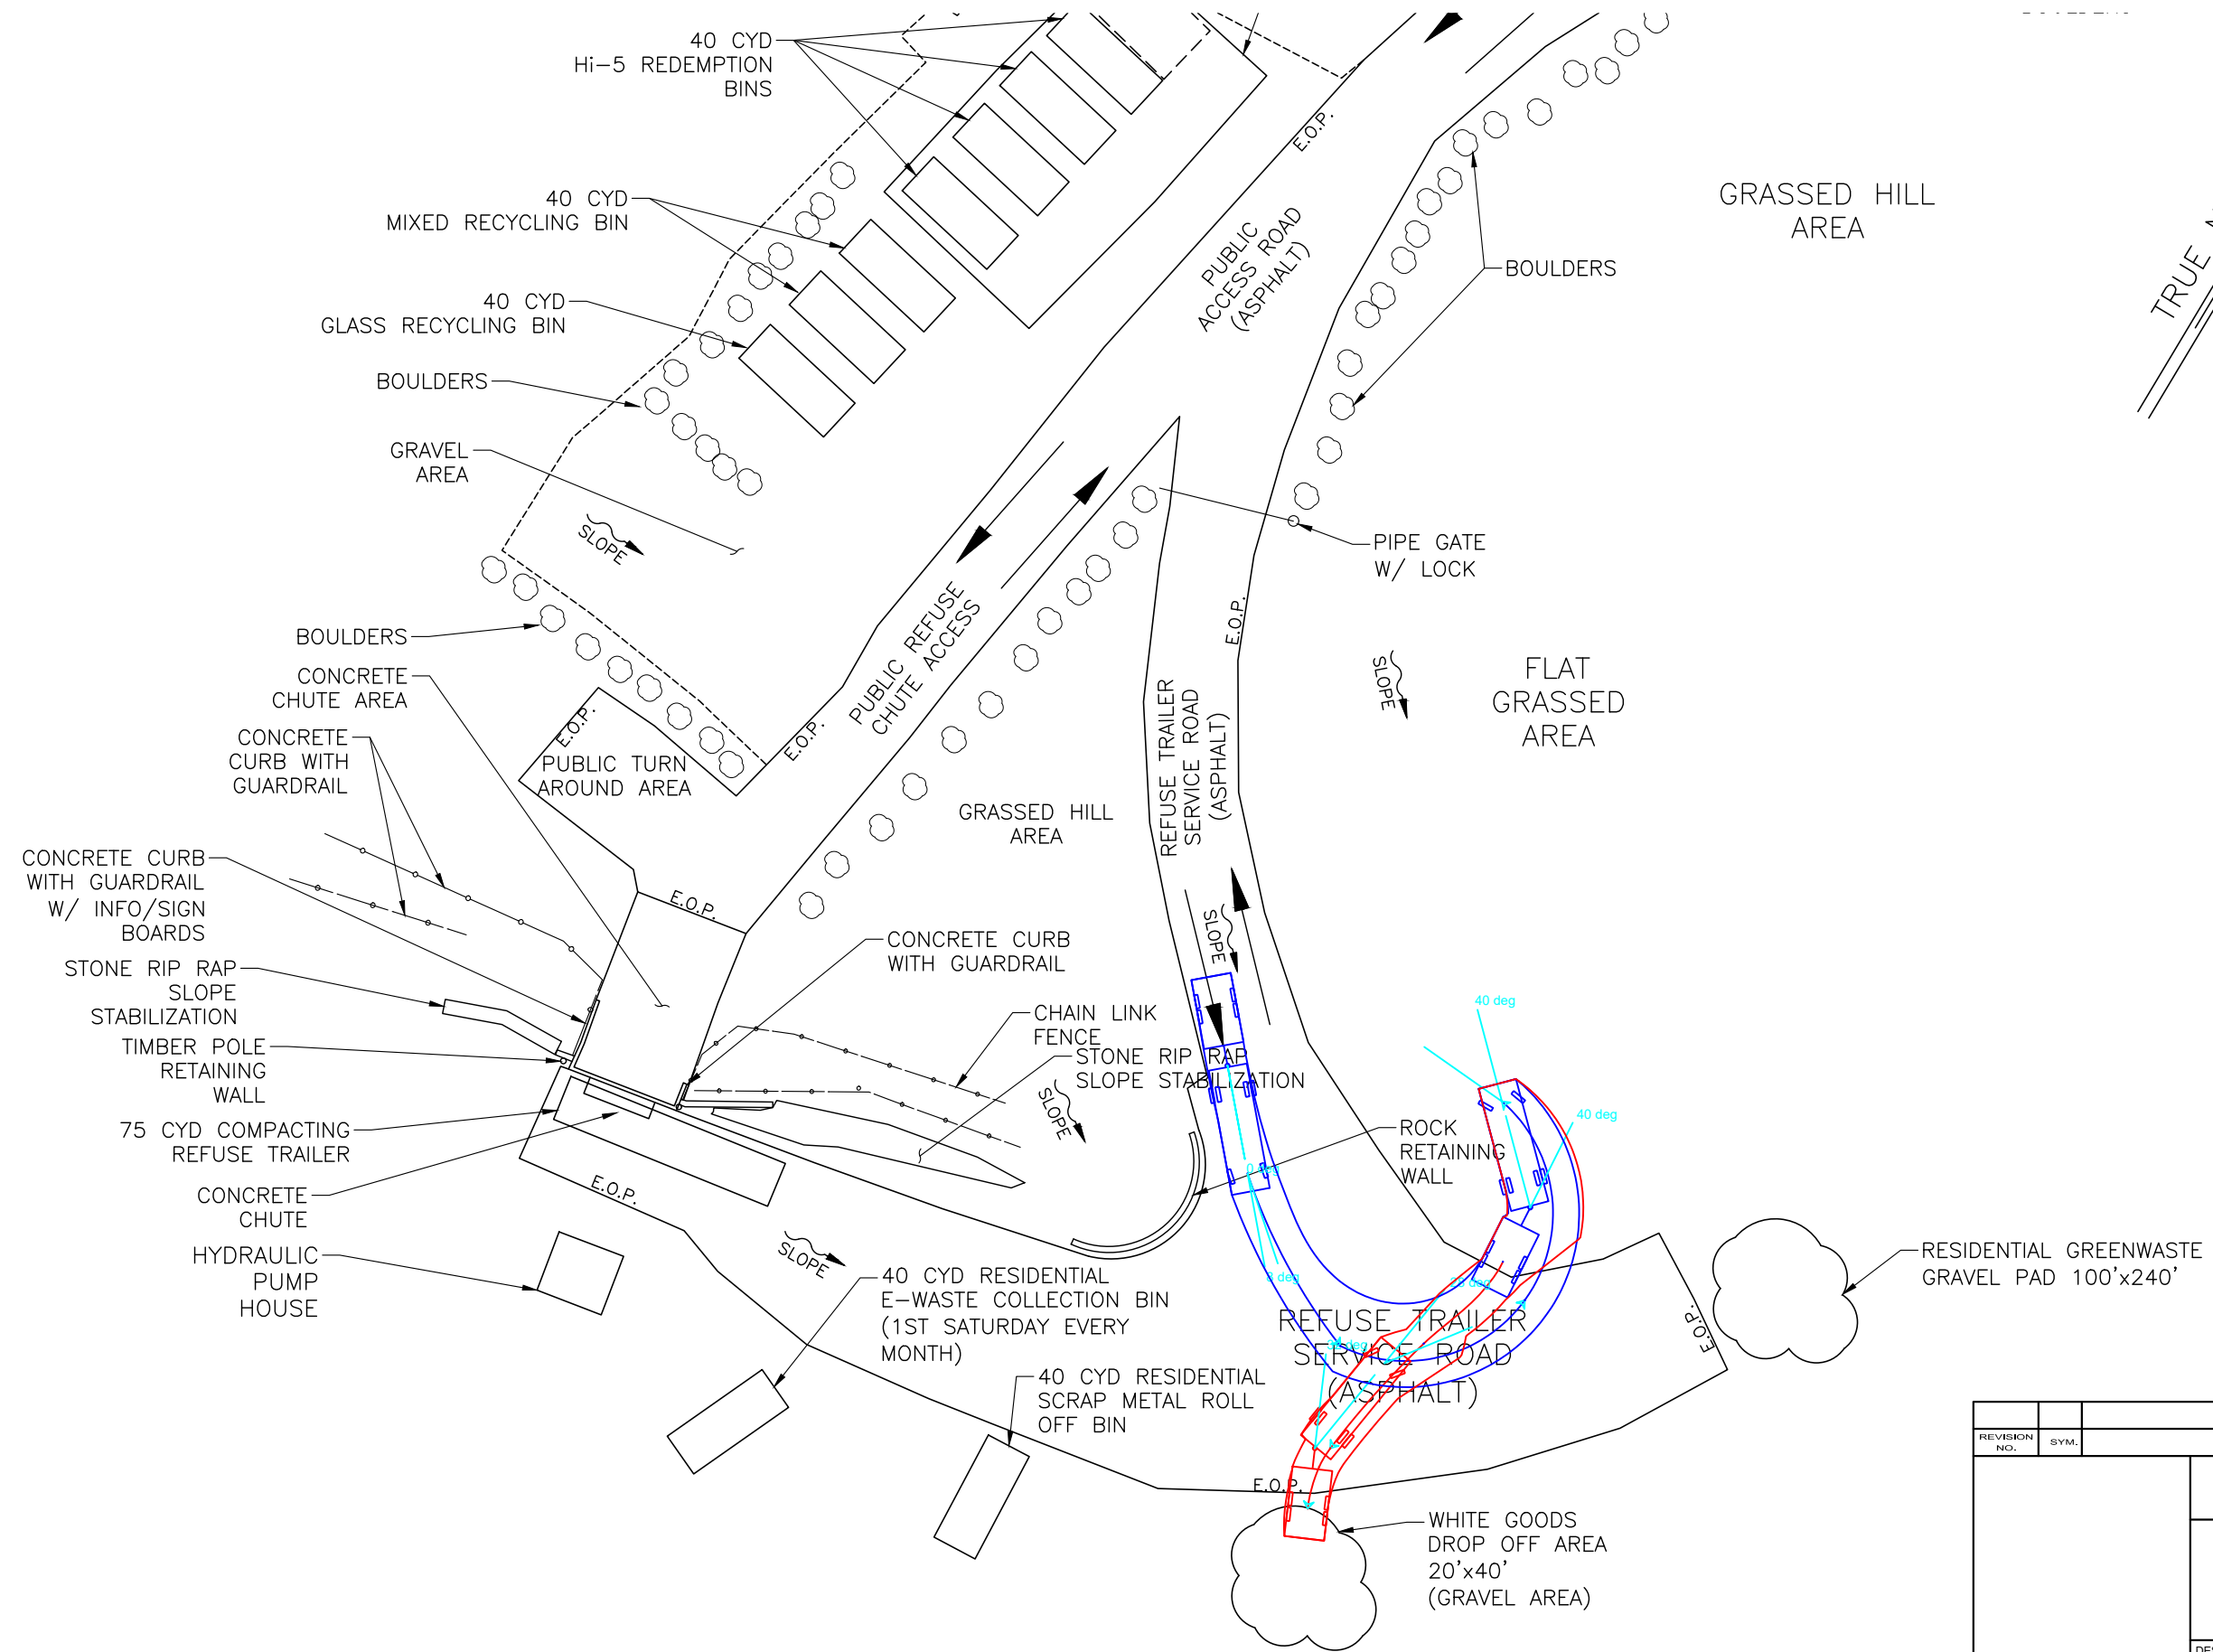 40 CYD
Hi-5 REDEMPTION
BINS
GRASSED HILL
AREA
40 CYD
MIXED RECYCLING BIN
TRUE
E.O.P.
PUBLIC
ACCESS ROAD
(ASPHALT)
BOULDERS
40 CYD
GLASS RECYCLING BIN
BOULDERS
GRAVEL
AREA
SLOPE
PIPE GATE
W/ LOCK
BOULDERS
CONCRETE
CHUTE AREA
E.O.P.
PUBLIC REFUSE
CHUTE ACCESS
E.O.P.
SLOPE
FLAT
GRASSED
AREA
CONCRETE
CURB WITH
GUARDRAIL
E.O.P.
PUBLIC TURN
AROUND AREA
REFUSE TRAILER
SERVICE ROAD
(ASPHALT)
GRASSED HILL
AREA
CONCRETE CURB
WITH GUARDRAIL
W/ INFO/SIGN
BOARDS
E.O.P.
SLOPE
CONCRETE CURB
WITH GUARDRAIL
STONE RIP RAP
SLOPE
STABILIZATION
40 deg
CHAIN LINK
FENCE
TIMBER POLE
RETAINING
WALL
STONE RIP RAP
SLOPE STABILIZATION
SLOPE
40 deg
75 CYD COMPACTING
REFUSE TRAILER
ROCK
RETAINING
WALL
0 deg
CONCRETE
CHUTE
E.O.P.
HYDRAULIC
PUMP
HOUSE
SLOPE
RESIDENTIAL GREENWASTE
GRAVEL PAD 100'x240'
40 CYD RESIDENTIAL
E-WASTE COLLECTION BIN
(1ST SATURDAY EVERY
MONTH)
8 deg
REFUSE TRAILER
SERVICE ROAD
(ASPHALT)
E.O.P.
40 CYD RESIDENTIAL
SCRAP METAL ROLL
OFF BIN
REVISION
NO.
SYM.
E.O.P.
WHITE GOODS
DROP OFF AREA
20'x40'
(GRAVEL AREA)